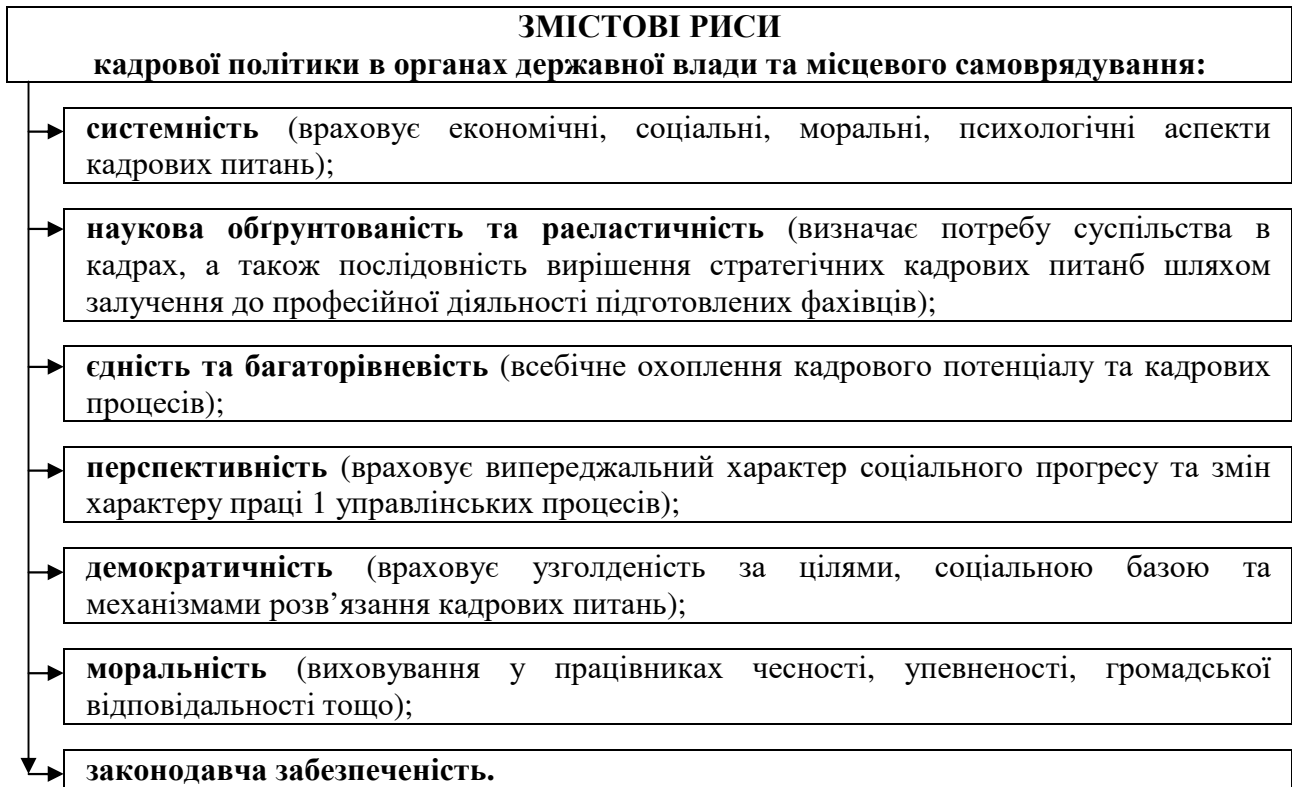 ЗМІСТОВІ РИСИ
кадрової політики в органах державної влади та місцевого самоврядування:
системність (враховує економічні, соціальні, моральні, психологічні аспекти
кадрових питань);
наукова обґрунтованість та раеластичність (визначає потребу суспільства в
кадрах, а також послідовність вирішення стратегічних кадрових питанб шляхом
залучення до професійної діяльності підготовлених фахівців);
єдність та багаторівневість (всебічне охоплення кадрового потенціалу та кадрових
процесів);
перспективність (враховує випереджальний характер соціального прогресу та змін
характеру праці 1 управлінських процесів);
демократичність (враховує узголденість за цілями, соціальною базою та
механізмами розв’язання кадрових питань);
моральність (виховування у працівниках чесності, упевненості, громадської
відповідальності тощо);
законодавча забезпеченість.